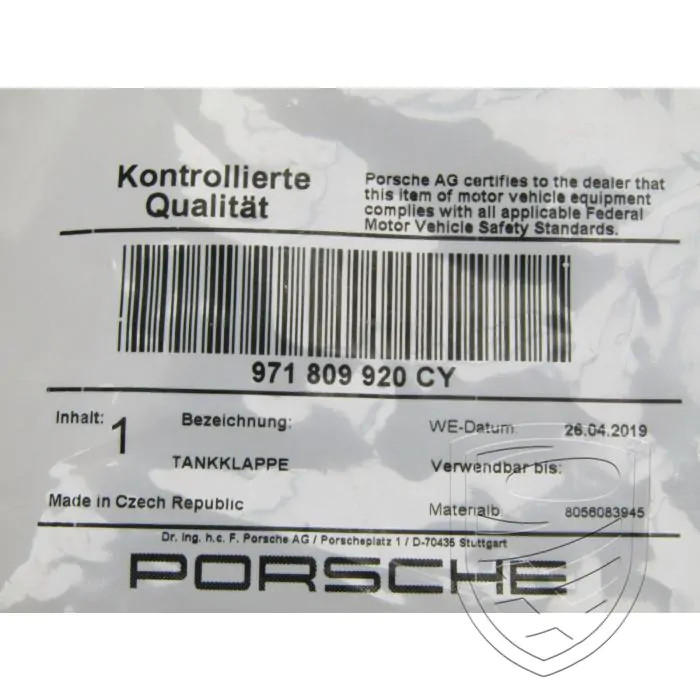 Kontrollierte
Qualität
Porsche AG certifies to the dealer that
this item of motor vehicle equipment
complies with all applicable Federal
Motor Vehicle Safety Standards.
971 809 920 CY
Inhalt: 1
Bezeichnung:
TANKKLAPPE
WE-Datum 26.04.2019
Verwendbar bis:
Made in Czech Republic
Materialb. 8056083945
Dr. Ing. h.c. F. Porsche AG / Porscheplatz 1 / D-70435 Stuttgart
PORSCHE